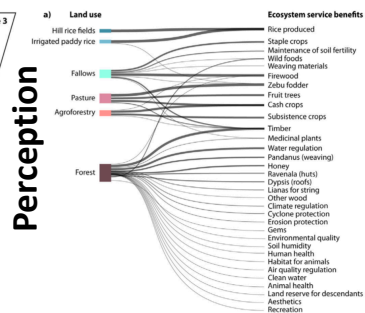 3
a) Land use Ecosystem service benefits
Perception
Hill rice fields
Irrigated paddy rice
Fallows
Pasture
Agroforestry
Forest
Rice produced
Staple crops
Maintenance of soil fertility
Wild foods
Weaving materials
Firewood
Zebu fodder
Fruit trees
Cash crops
Subsistence crops
Timber
Medicinal plants
Water regulation
Pandanus (weaving)
Honey
Ravenala (huts)
Dypsis (roofs)
Lianas for string
Other wood
Climate regulation
Cyclone protection
Erosion protection
Gems
Environmental quality
Soil humidity
Human health
Habitat for animals
Air quality regulation
Clean water
Animal health
Land reserve for descendants
Aesthetics
Recreation